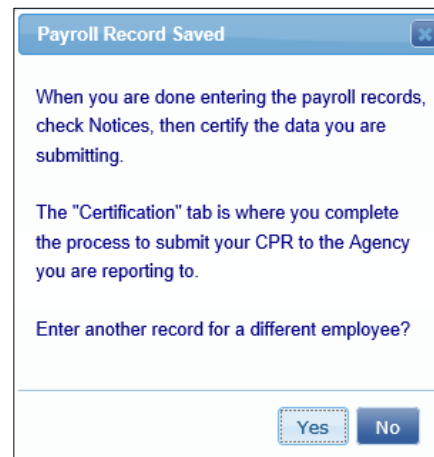 Payroll Record Saved
When you are done entering the payroll records,
check Notices, then certify the data you are
submitting.
The "Certification" tab is where you complete
the process to submit your CPR to the Agency
you are reporting to.
Enter another record for a different employee?
Yes No